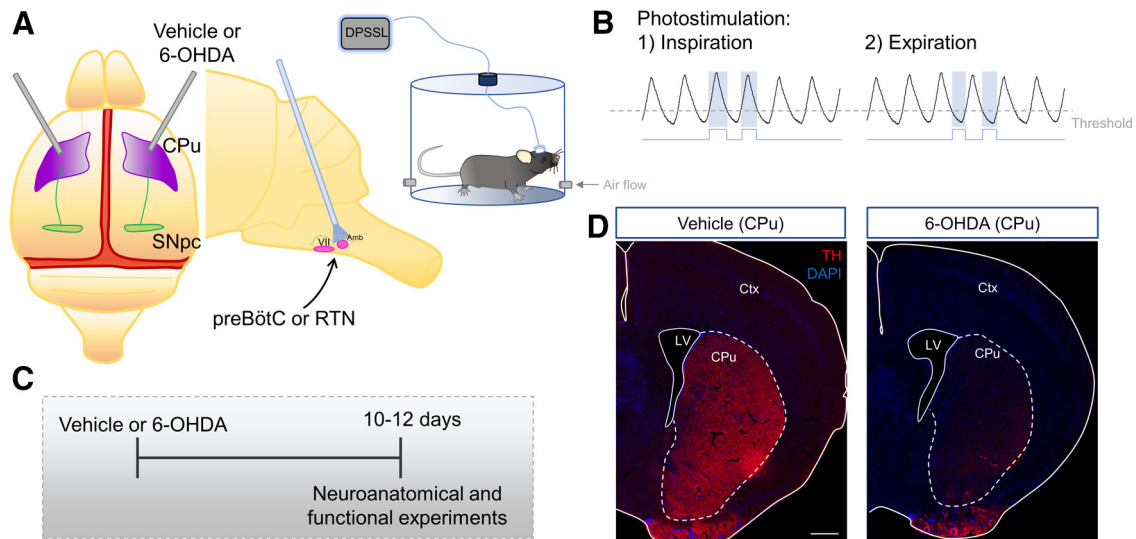 A
Vehicle or
6-OHDA
CPu
SNpc
DPSSL
VII
Amb
preBötC or RTN
Air flow
B
Photostimulation:
1) Inspiration
2) Expiration
Threshold
C
Vehicle or 6-OHDA
10-12 days
Neuroanatomical and
functional experiments
D
Vehicle (CPu)
6-OHDA (CPu)
TH
DAPI
Ctx
LV
CPu
Ctx
LV
CPu